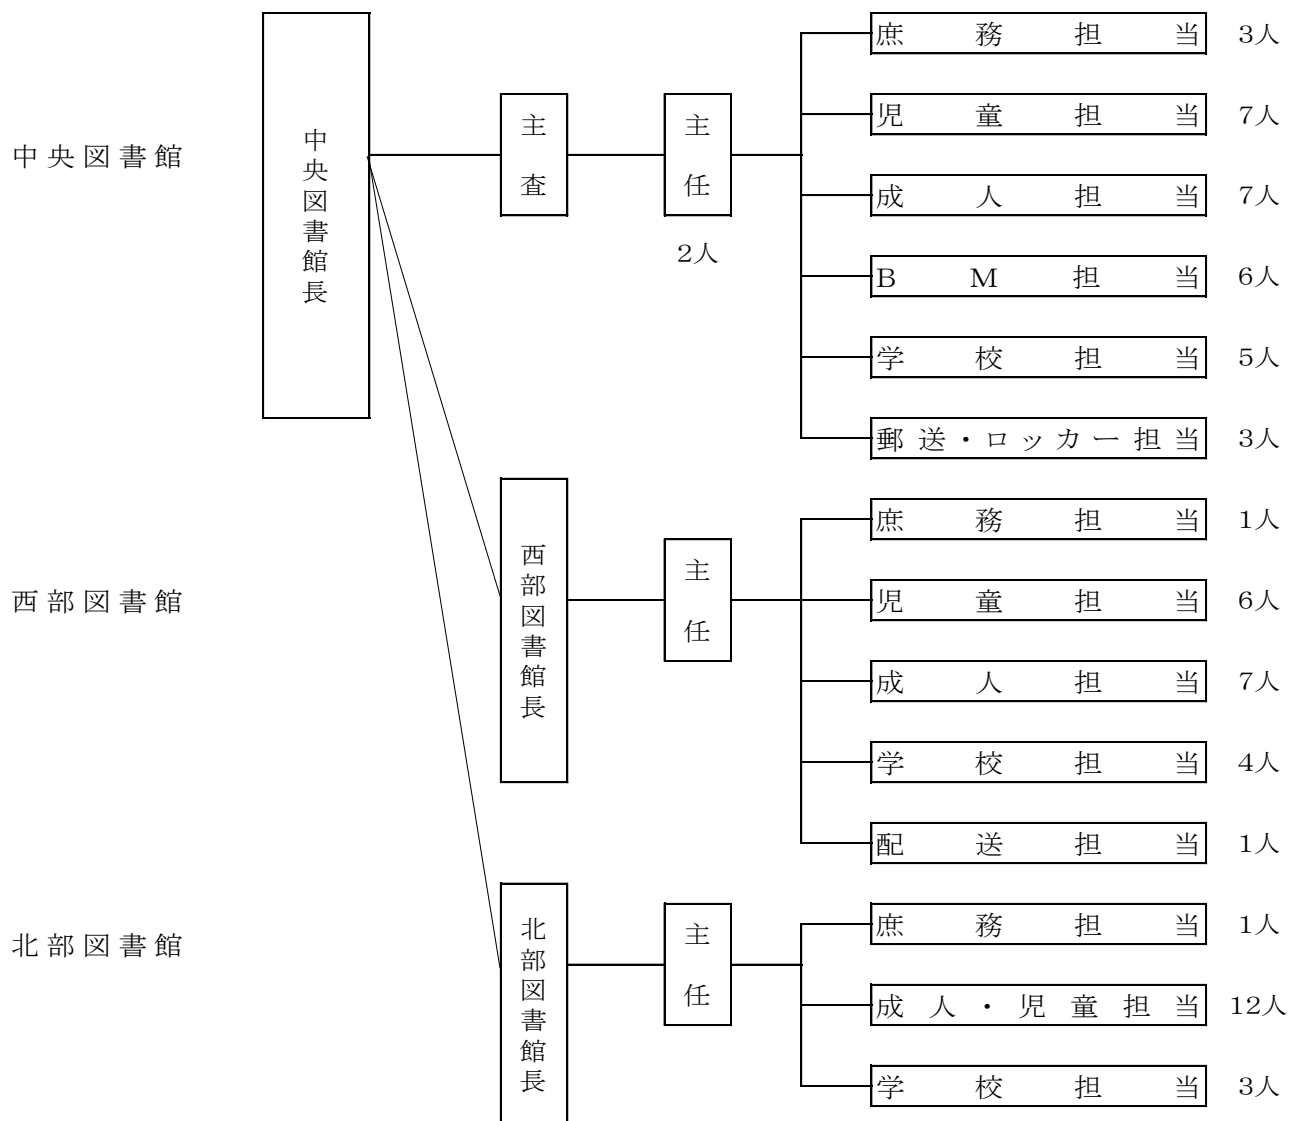 中央図書館
中央図書館長
主査
主任
2人
庶務担当 3人
児童担当 7人
成人担当 7人
BM担当 6人
学校担当 5人
郵送・ロッカー担当 3人
西部図書館
西部図書館長
主任
庶務担当 1人
児童担当 6人
成人担当 7人
学校担当 4人
配送担当 1人
北部図書館
北部図書館長
主任
庶務担当 1人
成人・児童担当 12人
学校担当 3人